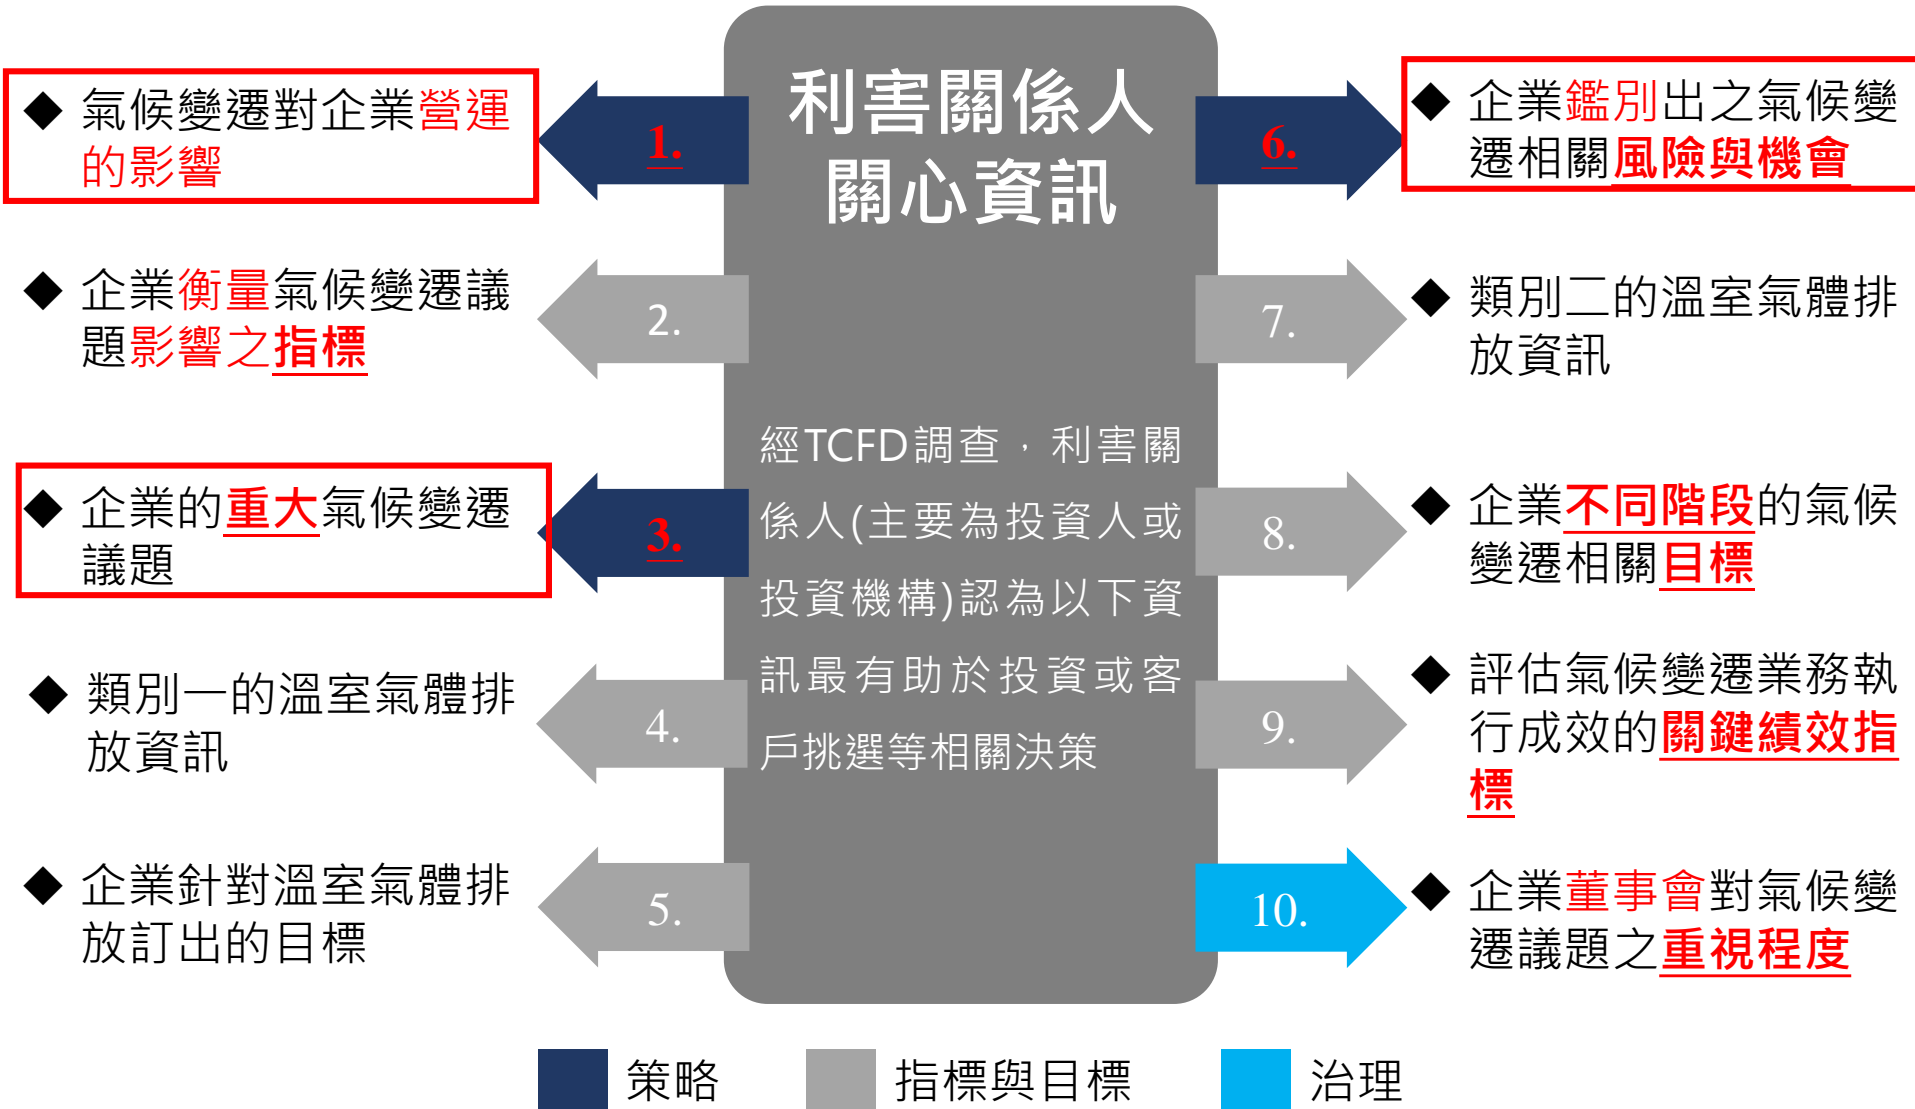 利害關係人
關心資訊
經TCFD調查，利害關
係人(主要為投資人或
投資機構)認為以下資
訊最有助於投資或客
戶挑選等相關決策
1.
◆ 氣候變遷對企業營運
的影響
2.
◆ 企業衡量氣候變遷議
題影響之指標
3.
◆ 企業的重大氣候變遷
議題
4.
◆ 類別一的溫室氣體排
放資訊
5.
◆ 企業針對溫室氣體排
放訂出的目標
6.
◆ 企業鑑別出之氣候變
遷相關風險與機會
7.
◆ 類別二的溫室氣體排
放資訊
8.
◆ 企業不同階段的氣候
變遷相關目標
9.
◆ 評估氣候變遷業務執
行成效的關鍵績效指
標
10.
◆ 企業董事會對氣候變
遷議題之重視程度
策略
指標與目標
治理